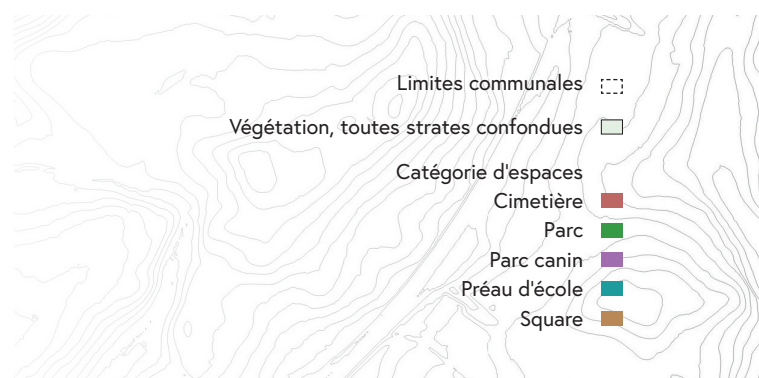 Limites communales
Végétation, toutes strates confondues
Catégorie d'espaces
Cimetière
Parc
Parc canin
Préau d'école
Square